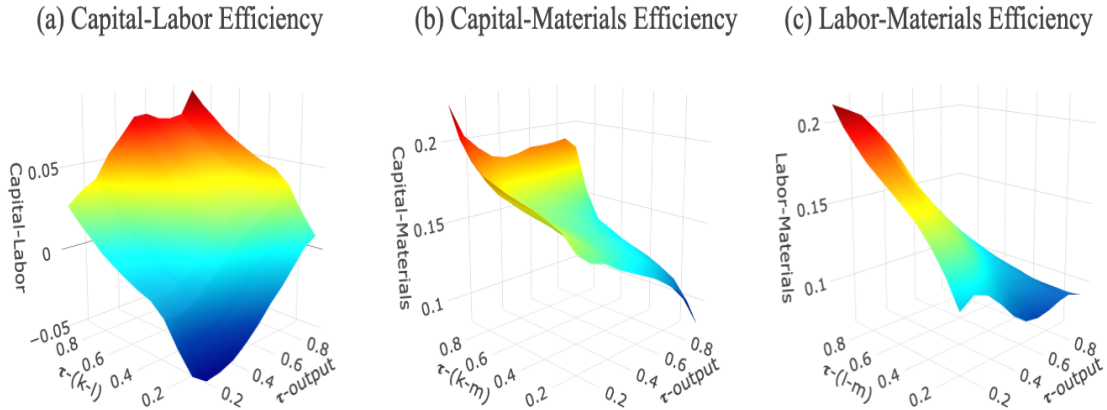 (a) Capital-Labor Efficiency
(b) Capital-Materials Efficiency
(c) Labor-Materials Efficiency
Capital-Labor
0.05
0
−0.05
0.8
0.6
0.4
0.2
τ-(k-l)
0.2
0.4
0.6
0.8
τ-output
Capital-Materials
0.2
0.15
0.1
0.8
0.6
0.4
0.2
τ-(k-m)
0.2
0.4
0.6
0.8
τ-output
Labor-Materials
0.2
0.15
0.1
0.8
0.6
0.4
0.2
τ-(l-m)
0.2
0.4
0.6
0.8
τ-output